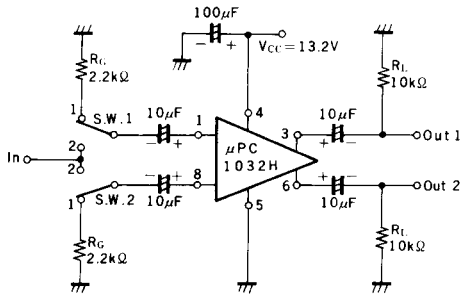 100μF
- +
VCC=13.2V
RG
2.2kΩ
RL
10kΩ
1 S.W.1
10μF
- +
1
4
3
10μF
+ -
Out 1
In
2
2
μPC
1032H
10μF
- +
8
6
+ -
10μF
Out 2
1 S.W.2
5
RG
2.2kΩ
RL
10kΩ